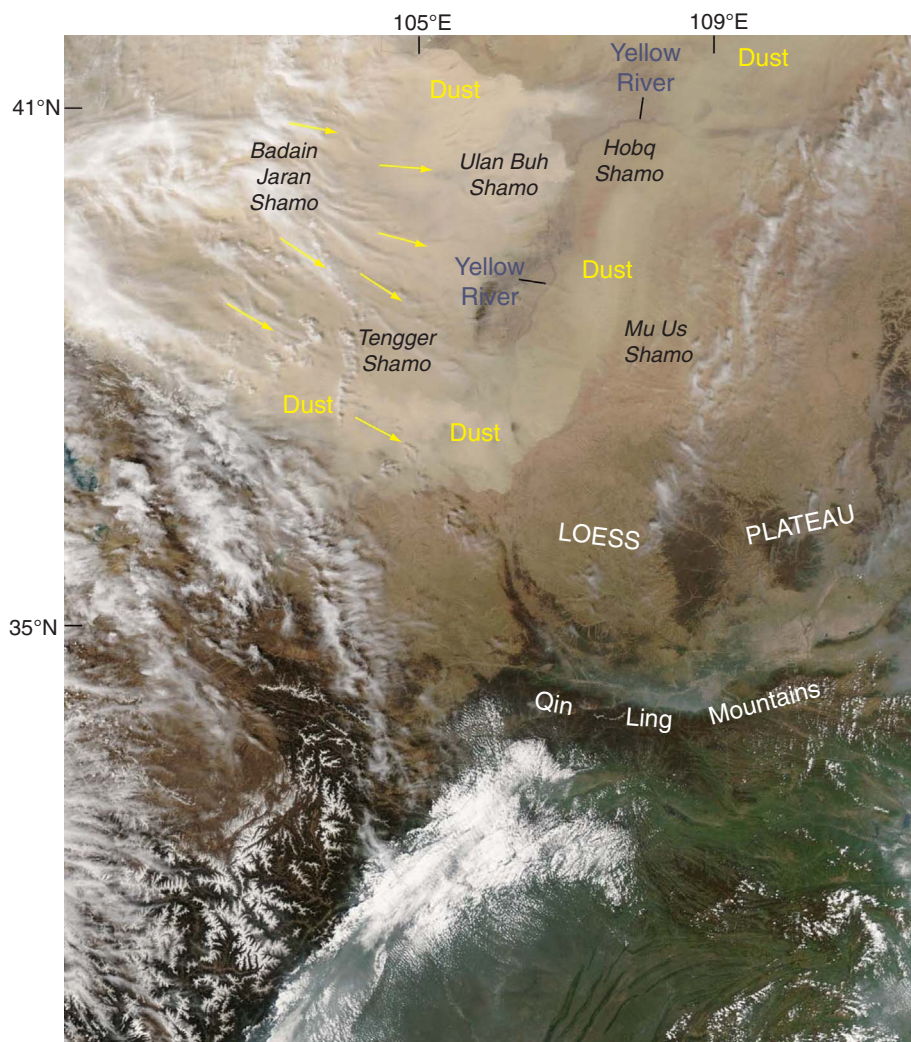 105°E
109°E
Yellow
River
Dust
Dust
41°N
Badain
Jaran
Shamo
Ulan Buh
Shamo
Hobq
Shamo
Yellow
River
Dust
Mu Us
Shamo
Tengger
Shamo
Dust
Dust
LOESS
PLATEAU
35°N
Qin
Ling
Mountains